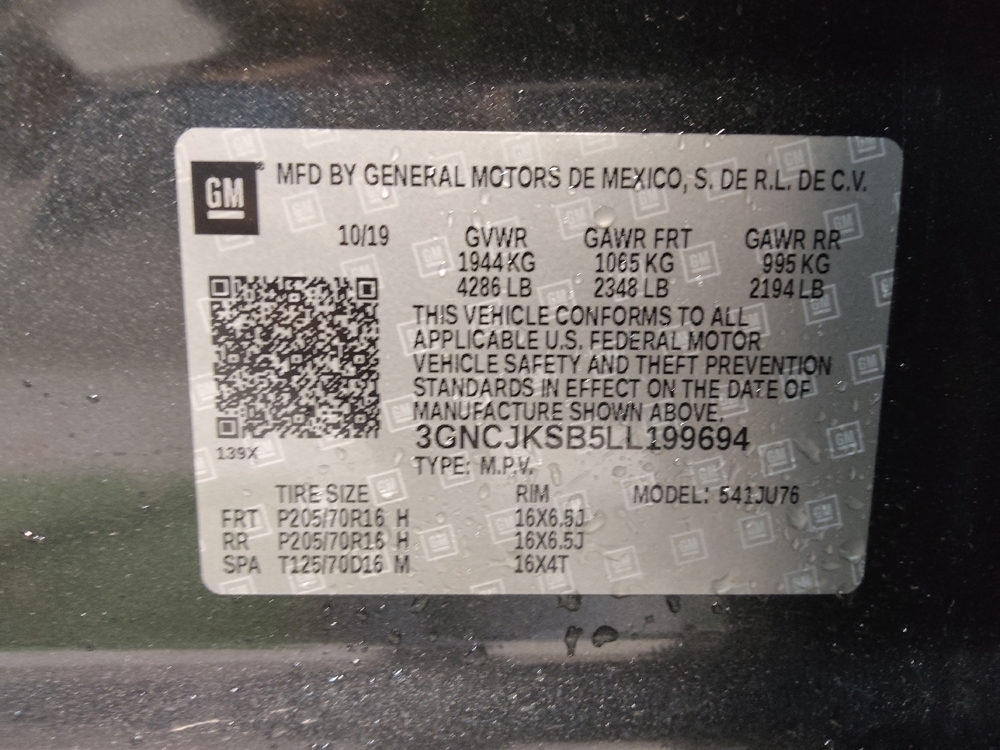 GM
MFD BY GENERAL MOTORS DE MEXICO, S. DE R.L. DE C.V.
10/19 GVWR GAWR FRT GAWR RR
1944 KG 1065 KG 995 KG
4286 LB 2348 LB 2194 LB
THIS VEHICLE CONFORMS TO ALL
APPLICABLE U.S. FEDERAL MOTOR
VEHICLE SAFETY AND THEFT PREVENTION
STANDARDS IN EFFECT ON THE DATE OF
MANUFACTURE SHOWN ABOVE.
3GNCJKSB5LL199694
139X
TYPE: M.P.V.
TIRE SIZE RIM MODEL: 541JU76
FRT P205/70R16 H 16X6.5J
RR P205/70R16 H 16X6.5J
SPA T125/70D16 M 16X4T